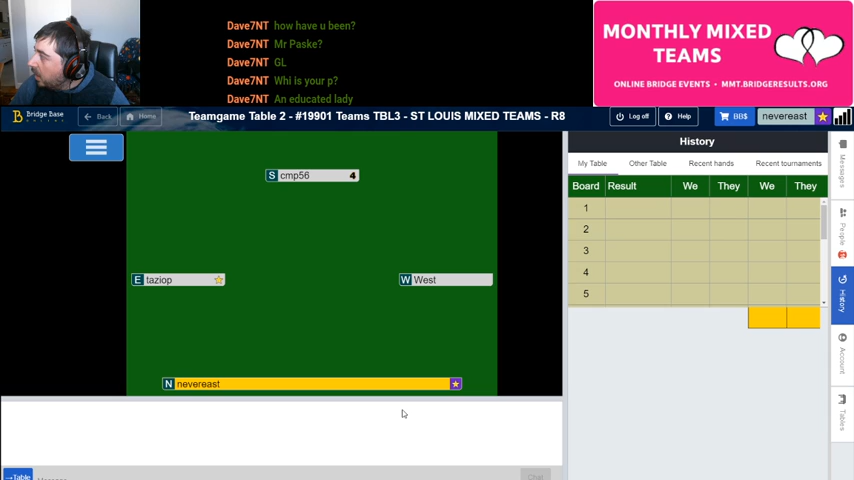 Dave7NT how have u been?
Dave7NT Mr Paske?
Dave7NT GL
Dave7NT Whi is your p?
Dave7NT An educated lady
MONTHLY MIXED
TEAMS
ONLINE BRIDGE EVENTS • MMT.BRIDGERESULTS.ORG
Bridge Base
Back
Home
Teamgame Table 2 - #19901 Teams TBL3 - ST LOUIS MIXED TEAMS - R8
Log off
Help
BB$
nevereast
History
My Table
Other Table
Recent hands
Recent tournaments
Board Result We They We They
1
2
3
4
5
S cmp56 4
E taziop
W West
N nevereast
Messages
People
History
Account
Tables
→Table
Chat